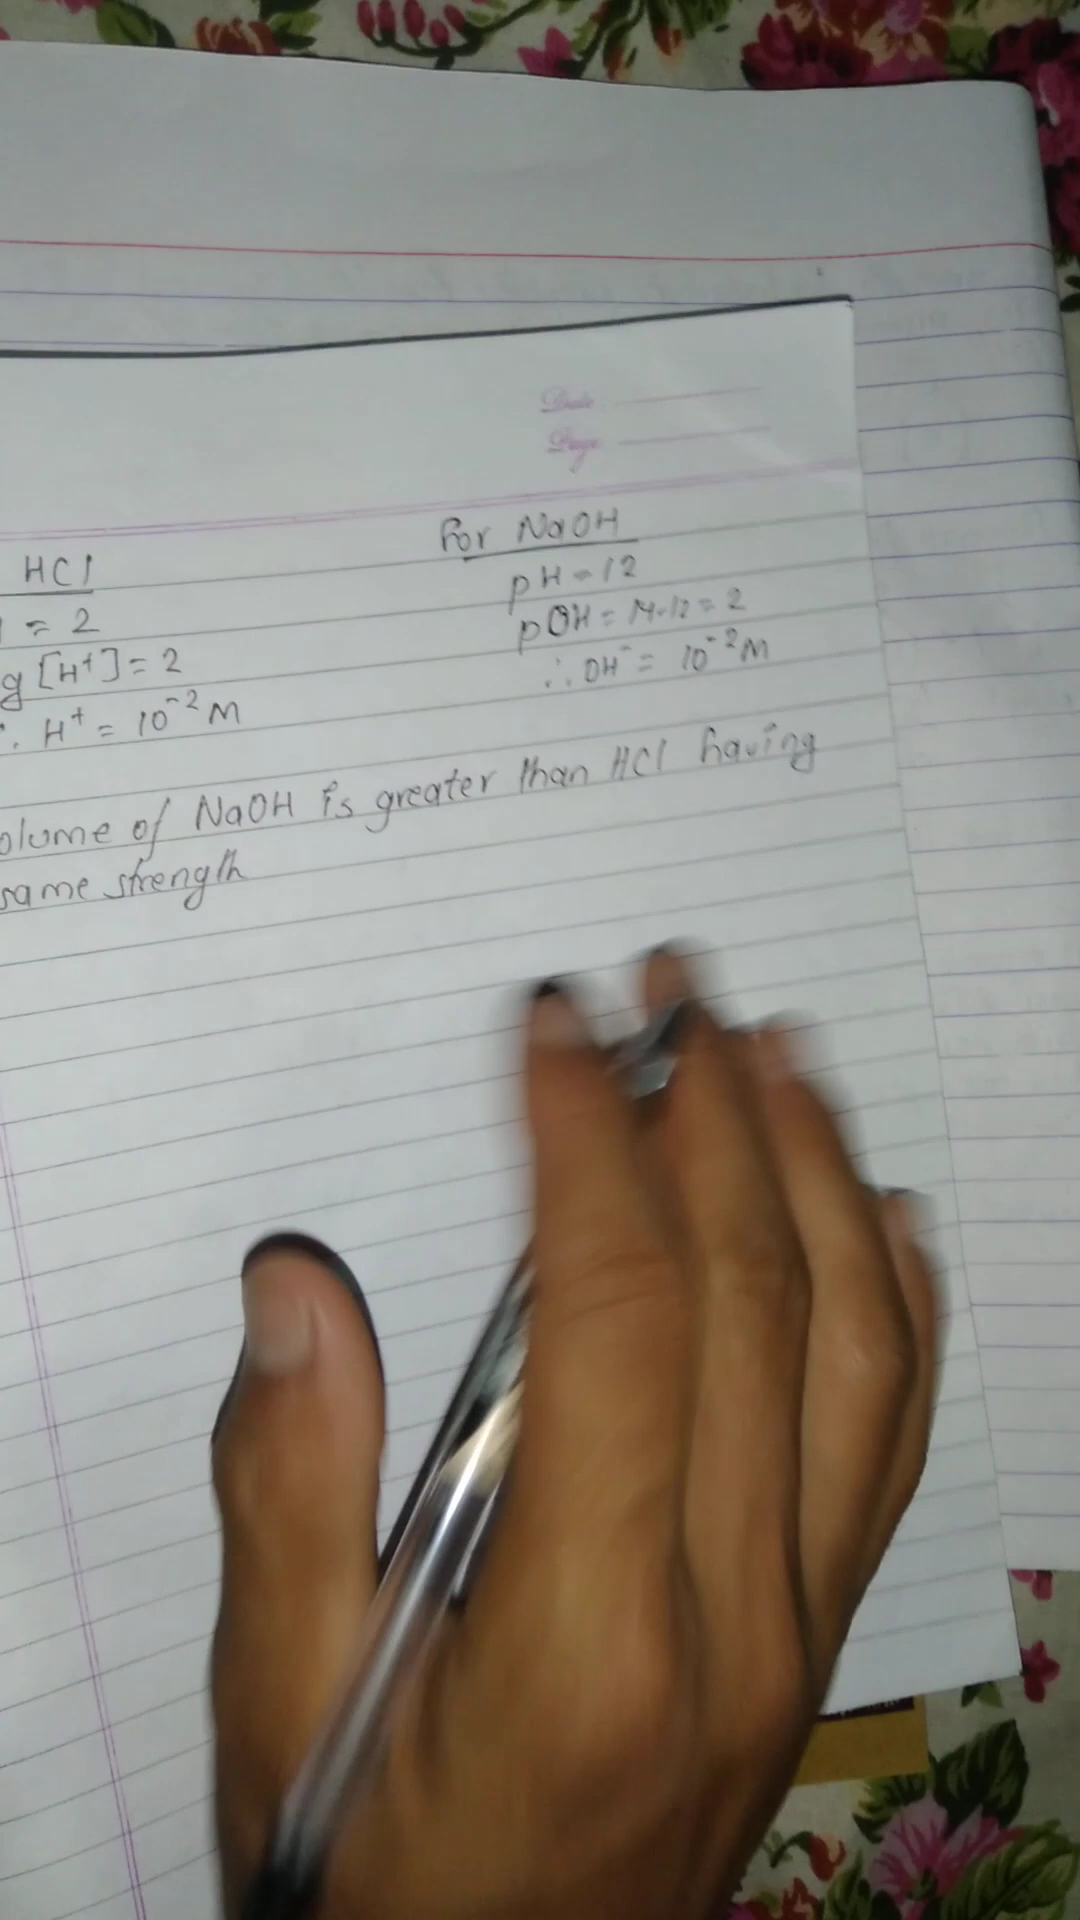 Date
Page
HCl
= 2
g [H⁺] = 2
∴ H⁺ = 10⁻² M
For NaOH
pH = 12
pOH = 14-12 = 2
∴ OH⁻ = 10⁻² M
olume of NaOH is greater than HCl having
same strength